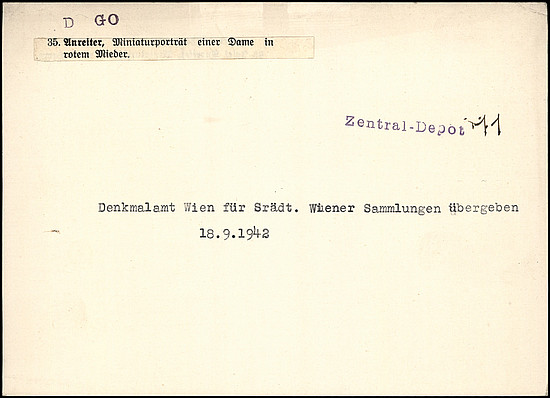 D GO
35. Anreiter, Miniaturporträt einer Dame in
rotem Mieder.
Zentral-Depot
Denkmalamt Wien für Srädt. Wiener Sammlungen übergeben
18.9.1942